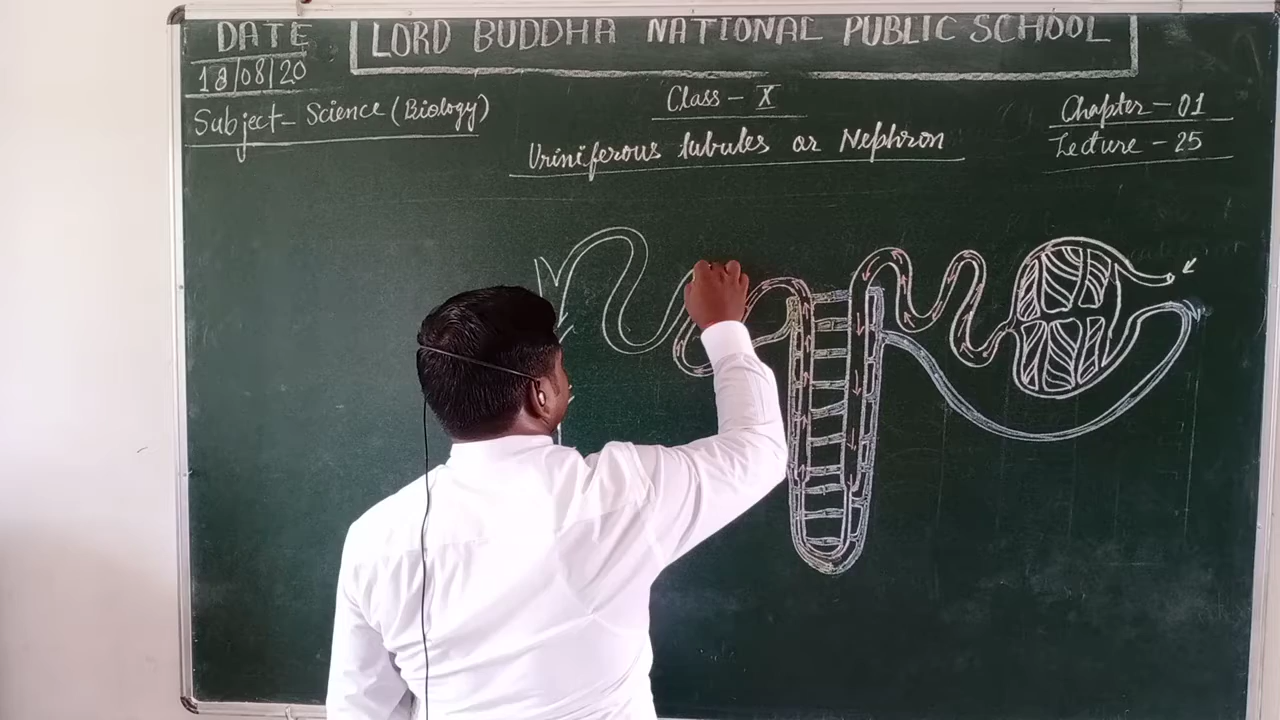 DATE
18/08/20
LORD BUDDHA NATIONAL PUBLIC SCHOOL
Subject - Science (Biology)
Class - X
Chapter - 01
Lecture - 25
Uriniferous tubules or Nephron